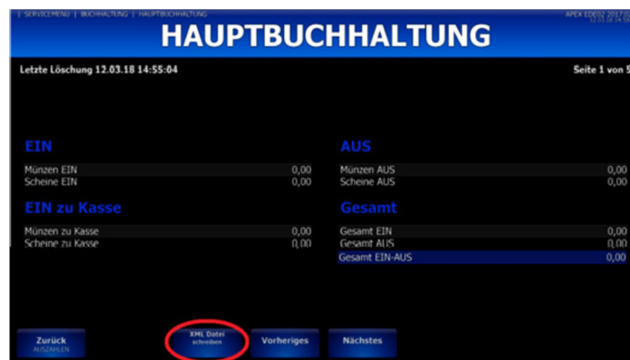 | SERVICEMENU | BUCHHALTUNG | HAUPTBUCHHALTUNG
HAUPTBUCHHALTUNG
Letzte Löschung 12.03.18 14:55:04
Seite 1 von 5
EIN
Münzen EIN 0,00
Scheine EIN 0,00
EIN zu Kasse
Münzen zu Kasse 0,00
Scheine zu Kasse 0,00
AUS
Münzen AUS 0,00
Scheine AUS 0,00
Gesamt
Gesamt EIN 0,00
Gesamt AUS 0,00
Gesamt EIN-AUS 0,00
Zurück
AUSZAHLEN
XML Datei
schreiben
Vorheriges
Nächstes